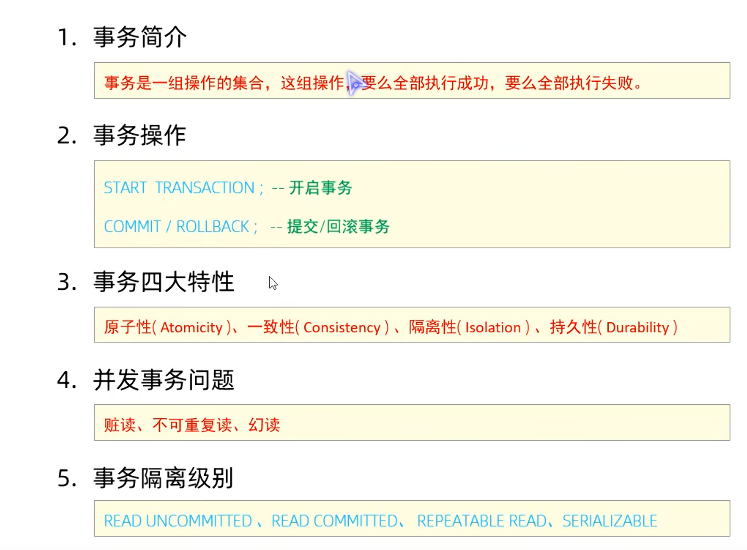 1. 事务简介
事务是一组操作的集合，这组操作，要么全部执行成功，要么全部执行失败。
2. 事务操作
START TRANSACTION ; -- 开启事务
COMMIT / ROLLBACK ; -- 提交/回滚事务
3. 事务四大特性
原子性( Atomicity )、一致性( Consistency ) 、隔离性( Isolation ) 、持久性( Durability )
4. 并发事务问题
脏读、不可重复读、幻读
5. 事务隔离级别
READ UNCOMMITTED 、READ COMMITTED、 REPEATABLE READ、SERIALIZABLE